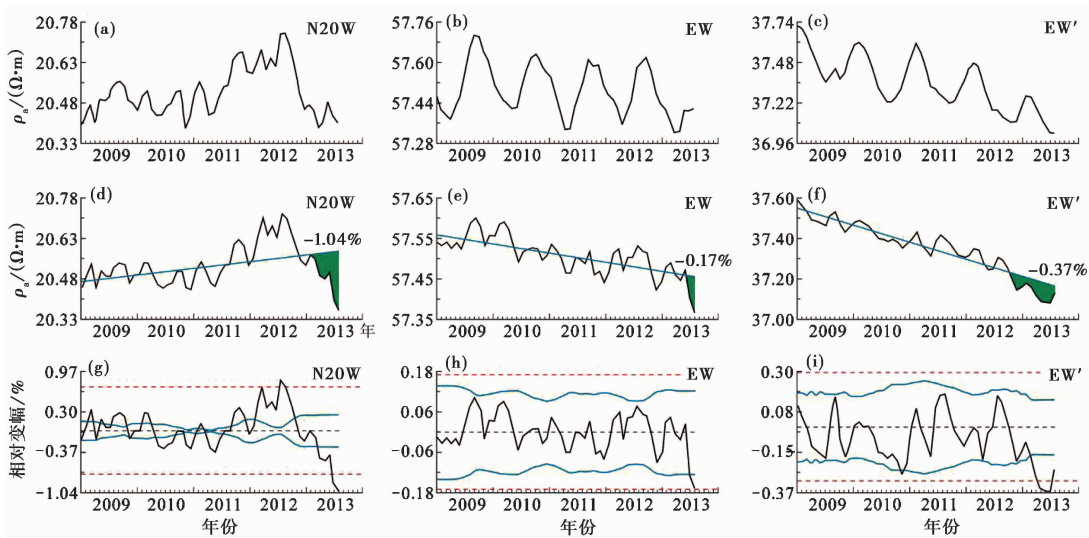 (a) N20W
ρa/(Ω•m)
20.78
20.63
20.48
20.33
2009 2010 2011 2012 2013
(b) EW
57.76
57.60
57.44
57.28
2009 2010 2011 2012 2013
(c) EW′
37.74
37.48
37.22
36.96
2009 2010 2011 2012 2013
(d) N20W
ρa/(Ω•m)
20.78
20.63
20.48
20.33
-1.04%
2009 2010 2011 2012 2013 年
(e) EW
57.65
57.55
57.45
57.35
-0.17%
2009 2010 2011 2012 2013
(f) EW′
37.60
37.40
37.20
37.00
-0.37%
2009 2010 2011 2012 2013
(g) N20W
相对变幅/%
0.97
0.30
-0.37
-1.04
2009 2010 2011 2012 2013
年份
(h) EW
0.18
0.06
-0.06
-0.18
2009 2010 2011 2012 2013
年份
(i) EW′
0.30
0.08
-0.15
-0.37
2009 2010 2011 2012 2013
年份